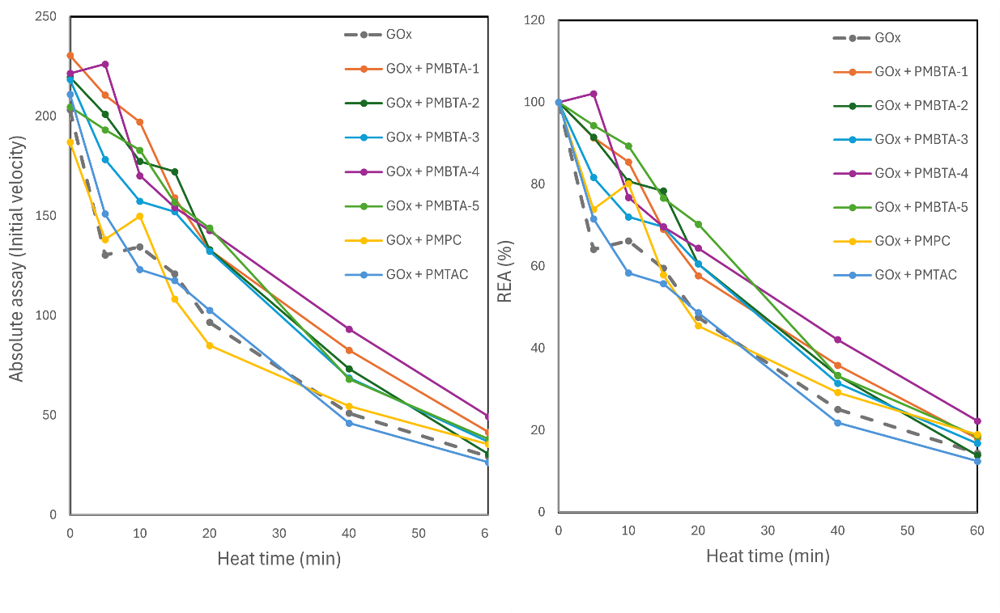 250
200
150
100
50
0
Absolute assay (Initial velocity)
GOx
GOx + PMBTA-1
GOx + PMBTA-2
GOx + PMBTA-3
GOx + PMBTA-4
GOx + PMBTA-5
GOx + PMPC
GOx + PMTAC
0 10 20 30 40 50 6
Heat time (min)
120
100
80
60
40
20
0
REA (%)
GOx
GOx + PMBTA-1
GOx + PMBTA-2
GOx + PMBTA-3
GOx + PMBTA-4
GOx + PMBTA-5
GOx + PMPC
GOx + PMTAC
0 10 20 30 40 50 60
Heat time (min)